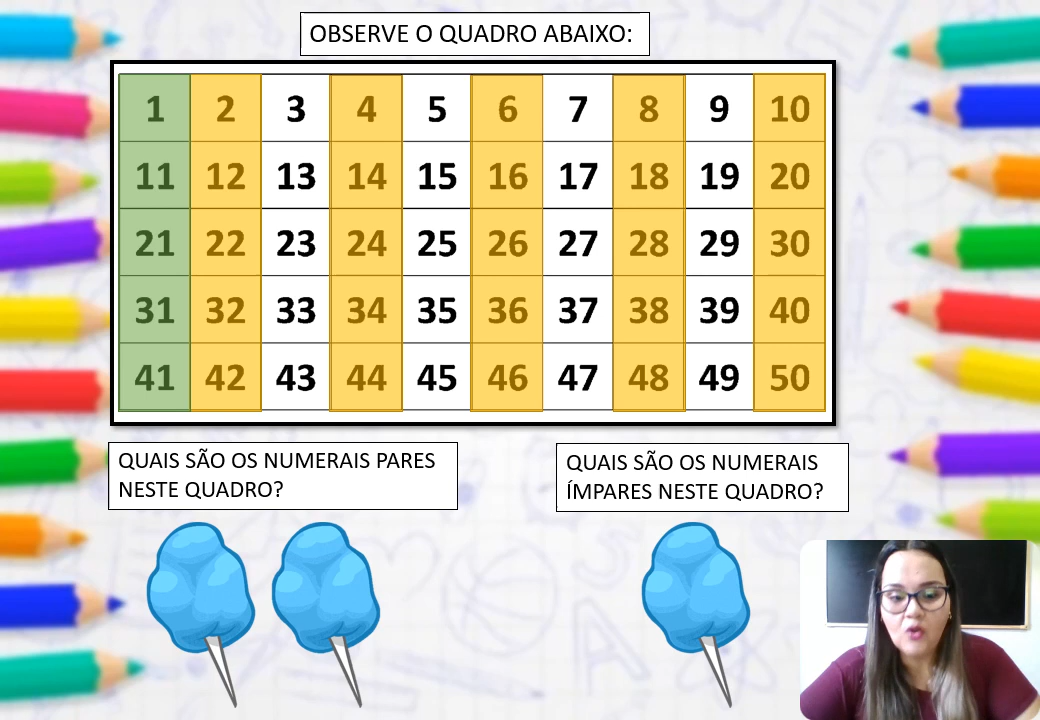 OBSERVE O QUADRO ABAIXO:
1 2 3 4 5 6 7 8 9 10
11 12 13 14 15 16 17 18 19 20
21 22 23 24 25 26 27 28 29 30
31 32 33 34 35 36 37 38 39 40
41 42 43 44 45 46 47 48 49 50
QUAIS SÃO OS NUMERAIS PARES
NESTE QUADRO?
QUAIS SÃO OS NUMERAIS
ÍMPARES NESTE QUADRO?